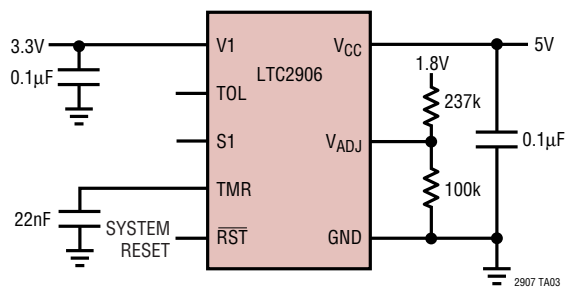 3.3V
V1
VCC
5V
0.1µF
LTC2906
1.8V
TOL
237k
S1
VADJ
0.1µF
TMR
100k
22nF
SYSTEM
RESET
RST
GND
2907 TA03